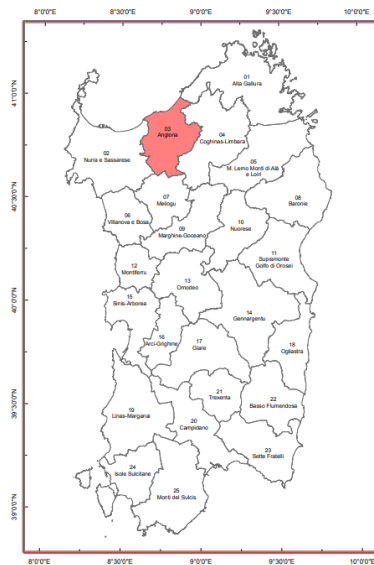 8°0'0"E 8°30'0"E 9°0'0"E 9°30'0"E 10°0'0"E
41°0'0"N
40°30'0"N
40°0'0"N
39°30'0"N
39°0'0"N
01
Alta Gallura
02
Nurra e Sassarese
03
Anglona
04
Coghinas-Limbara
05
M. Lerno Monti di Alà
e Loiri
06
Baronie
07
Meilogu
08
Villanova e Bosa
09
Marghine-Goceano
10
Nuorese
11
Supramonte
Golfo di Orosei
12
Montiferru
13
Omodeo
14
Gennargentu
15
Sinis-Arborea
16
Arci-Grighine
17
Giare
18
Ogliastra
19
Linas-Marganai
20
Campidano
21
Trexenta
22
Basso Flumendosa
23
Sette Fratelli
24
Isole Sulcitane
25
Monti del Sulcis
8°0'0"E 8°30'0"E 9°0'0"E 9°30'0"E 10°0'0"E